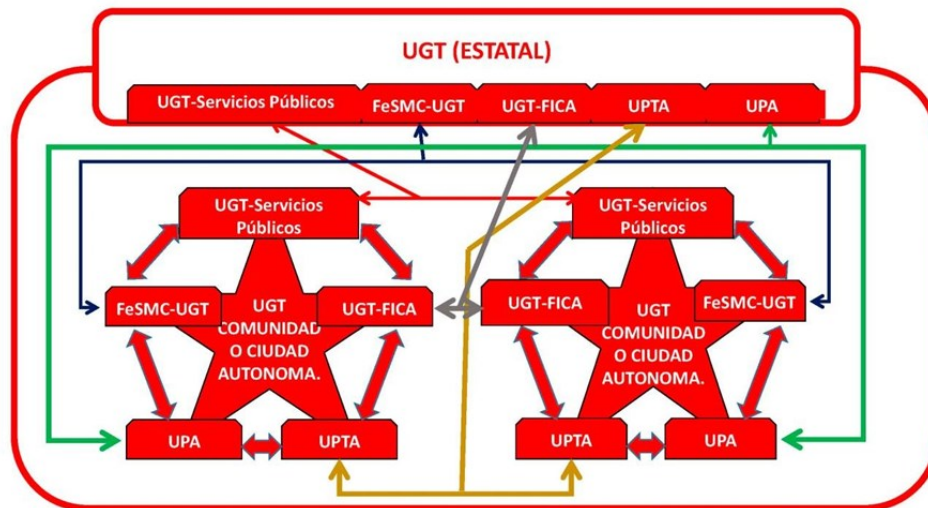 UGT (ESTATAL)
UGT-Servicios Públicos
FeSMC-UGT
UGT-FICA
UPTA
UPA
UGT-Servicios
Públicos
FeSMC-UGT
UGT-FICA
UGT
COMUNIDAD
O CIUDAD
AUTONOMA.
UPA
UPTA
UGT-Servicios
Públicos
UGT-FICA
FeSMC-UGT
UGT
COMUNIDAD
O CIUDAD
AUTONOMA.
UPTA
UPA